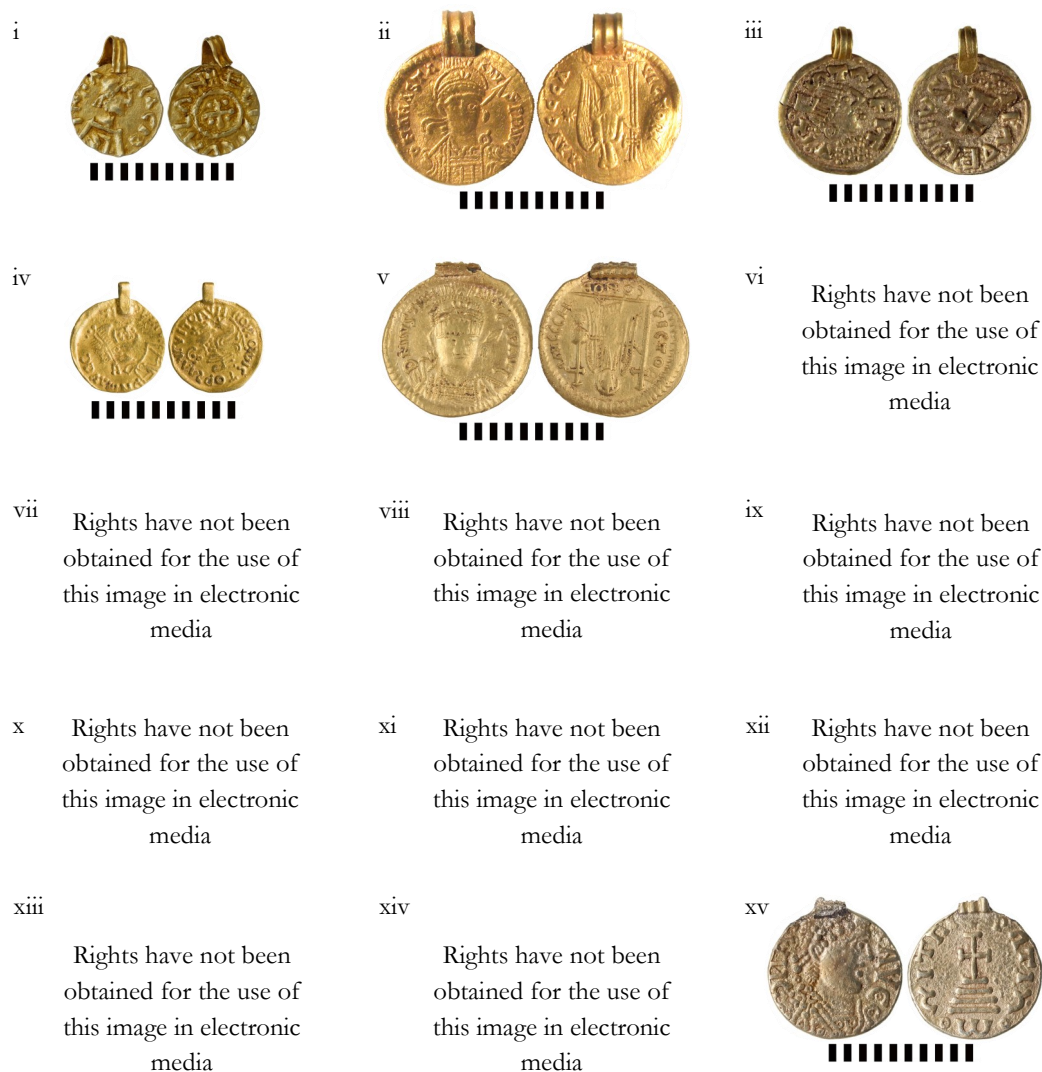 i
ii
iii
iv
v
vi
Rights have not been
obtained for the use of
this image in electronic
media
vii
Rights have not been
obtained for the use of
this image in electronic
media
viii
Rights have not been
obtained for the use of
this image in electronic
media
ix
Rights have not been
obtained for the use of
this image in electronic
media
x
Rights have not been
obtained for the use of
this image in electronic
media
xi
Rights have not been
obtained for the use of
this image in electronic
media
xii
Rights have not been
obtained for the use of
this image in electronic
media
xiii
Rights have not been
obtained for the use of
this image in electronic
media
xiv
Rights have not been
obtained for the use of
this image in electronic
media
xv